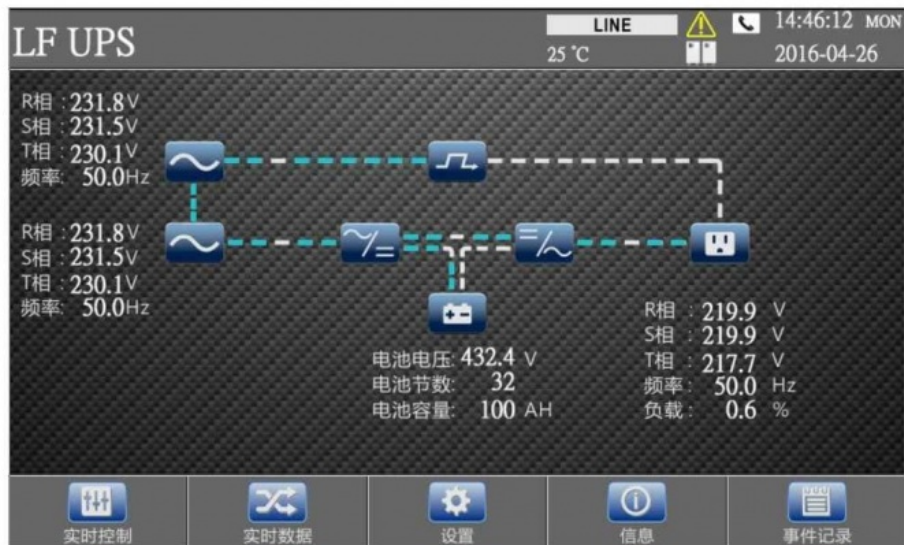 LF UPS
LINE
14:46:12 MON
25 ℃
2016-04-26
R相 : 231.8V
S相 : 231.5V
T相 : 230.1V
频率: 50.0Hz
R相 : 231.8V
S相 : 231.5V
T相 : 230.1V
频率: 50.0Hz
电池电压: 432.4 V
电池节数: 32
电池容量: 100 AH
R相 : 219.9 V
S相 : 219.9 V
T相 : 217.7 V
频率 : 50.0 Hz
负载 : 0.6 %
实时控制
实时数据
设置
信息
事件记录